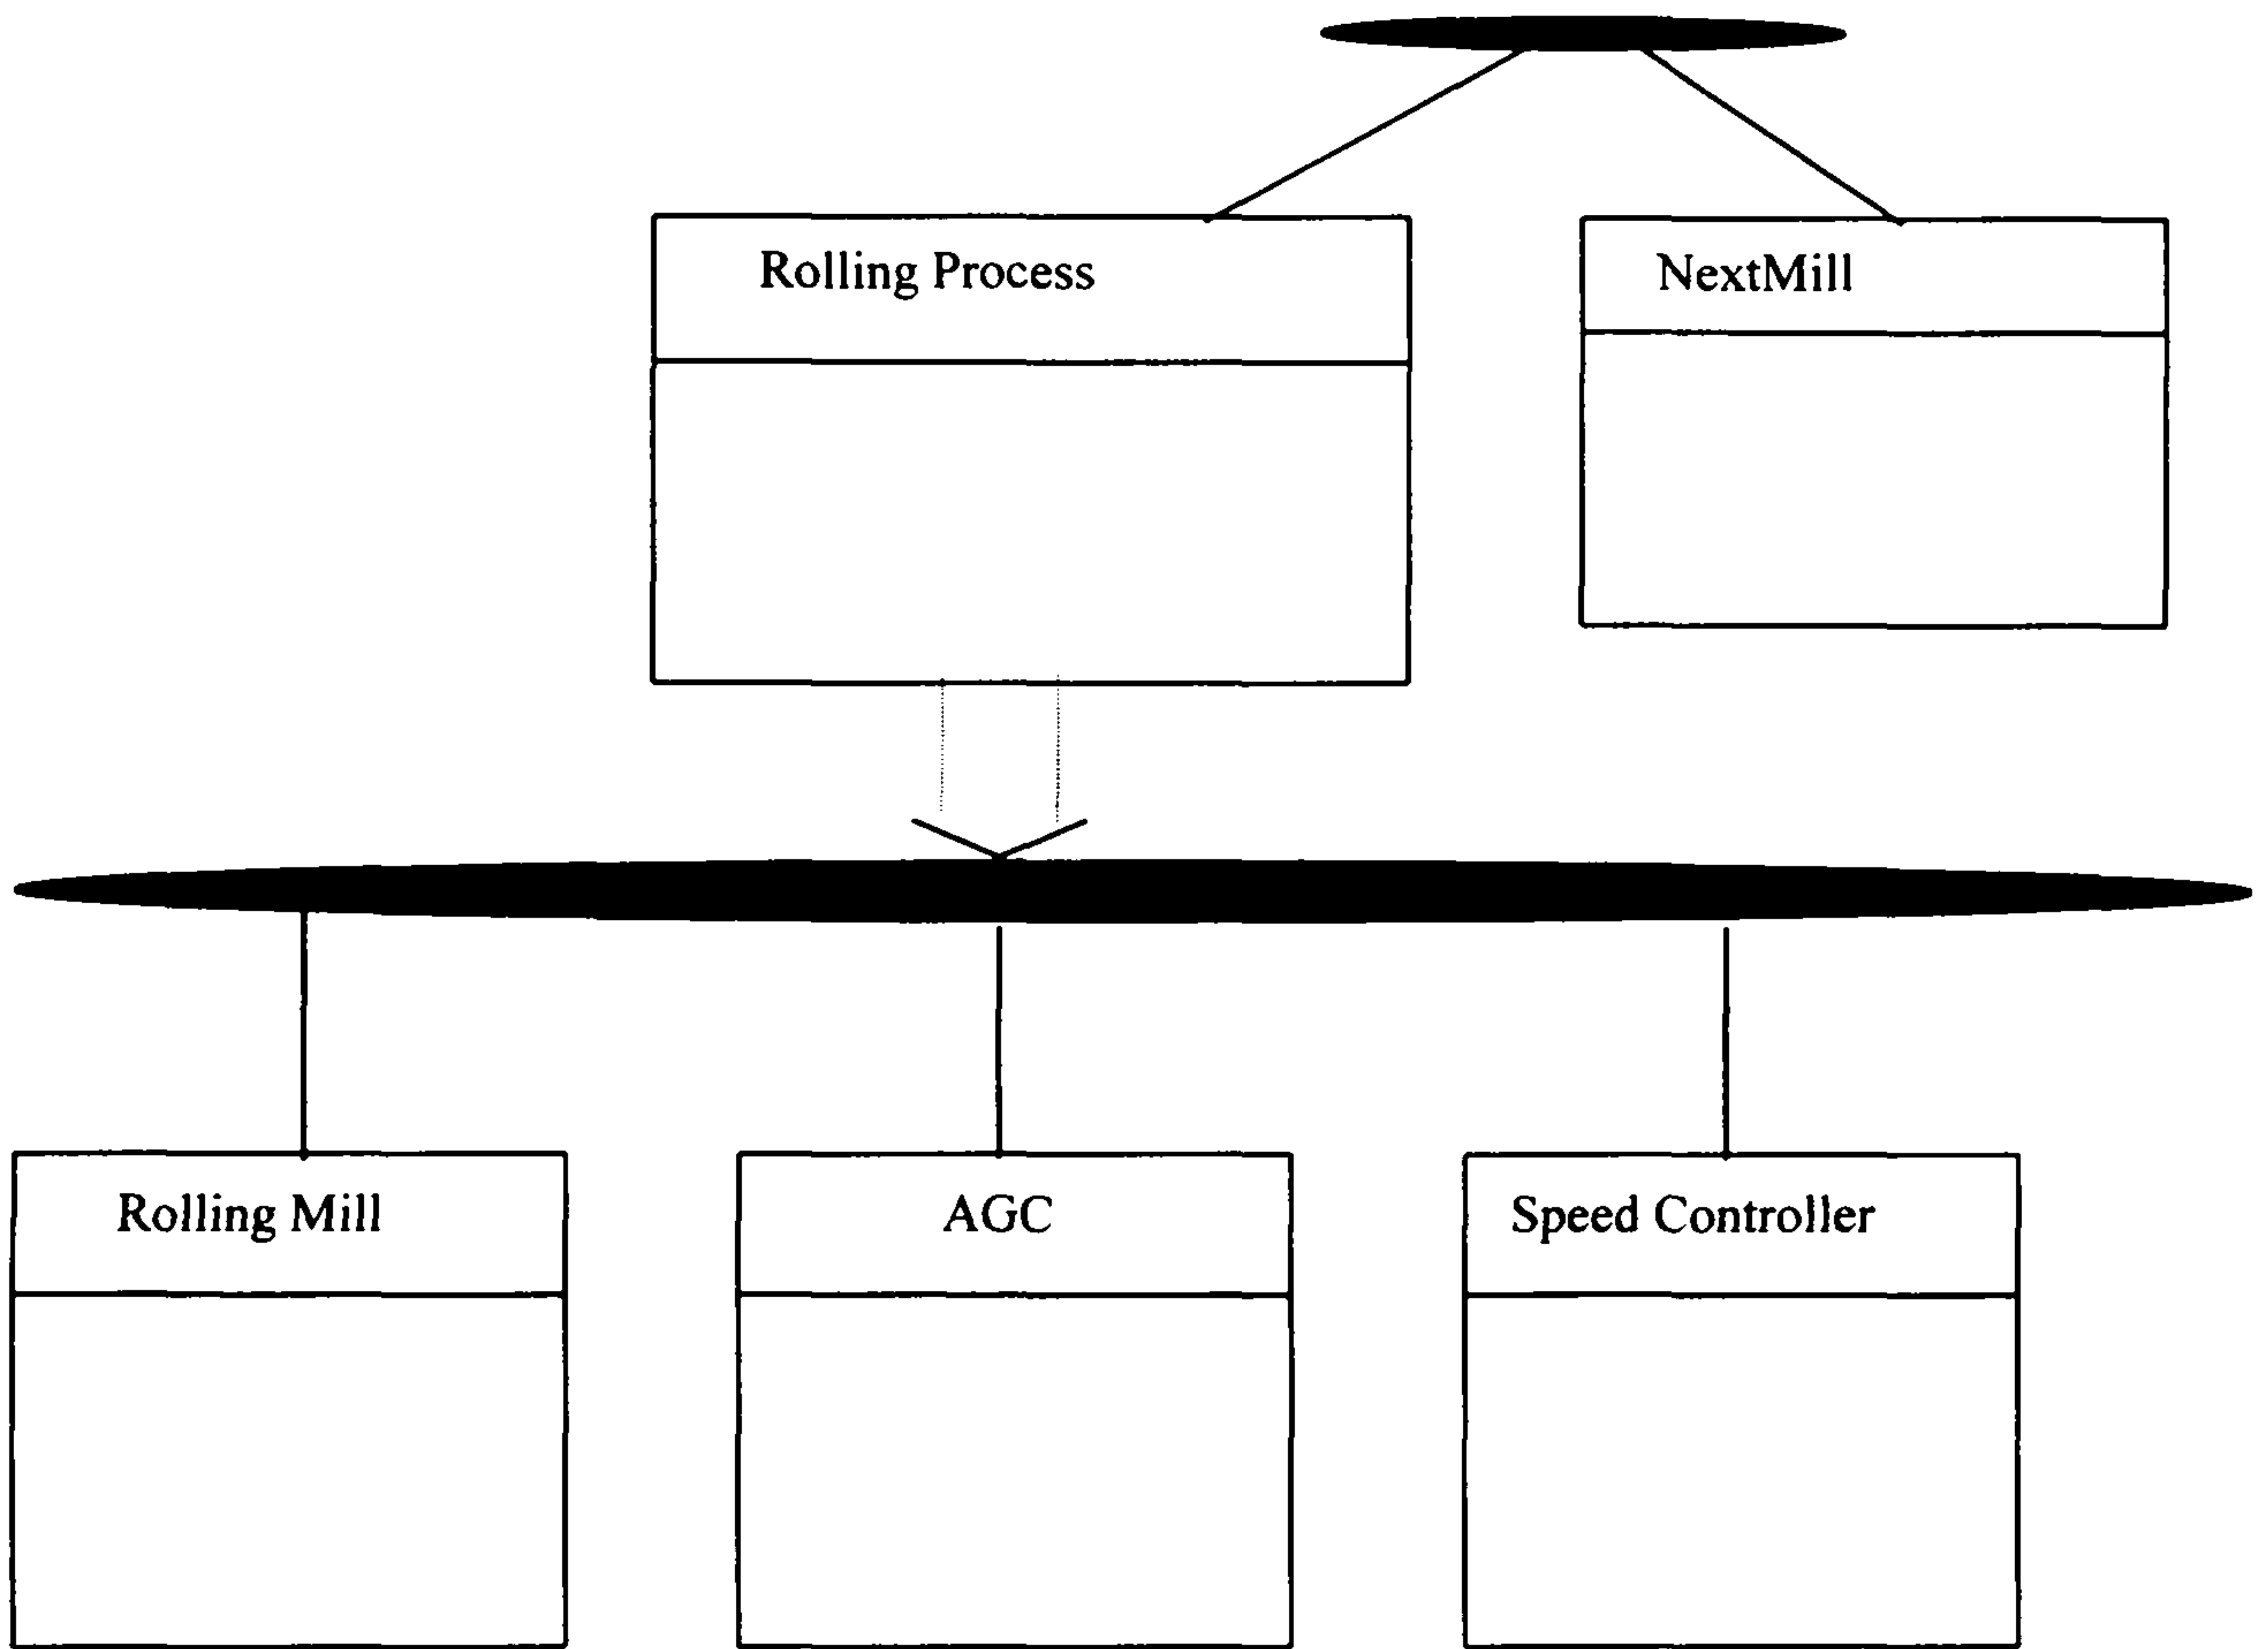 Rolling Process
NextMill
Rolling Mill
AGC
Speed Controller